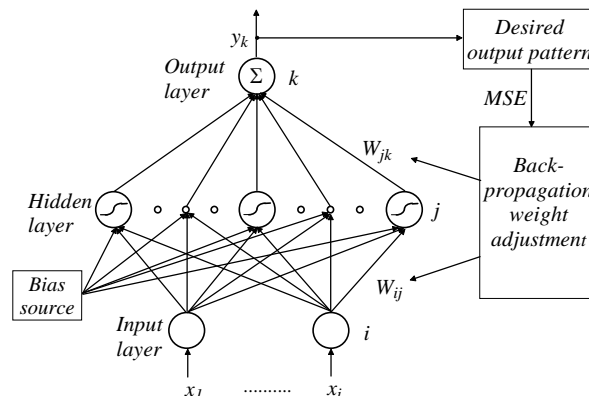 y_k
Desired
output pattern
Output
layer
Σ
k
MSE
W_jk
Back-
propagation
weight
adjustment
Hidden
layer
j
Bias
source
W_ij
Input
layer
i
x_1
..........
x_i